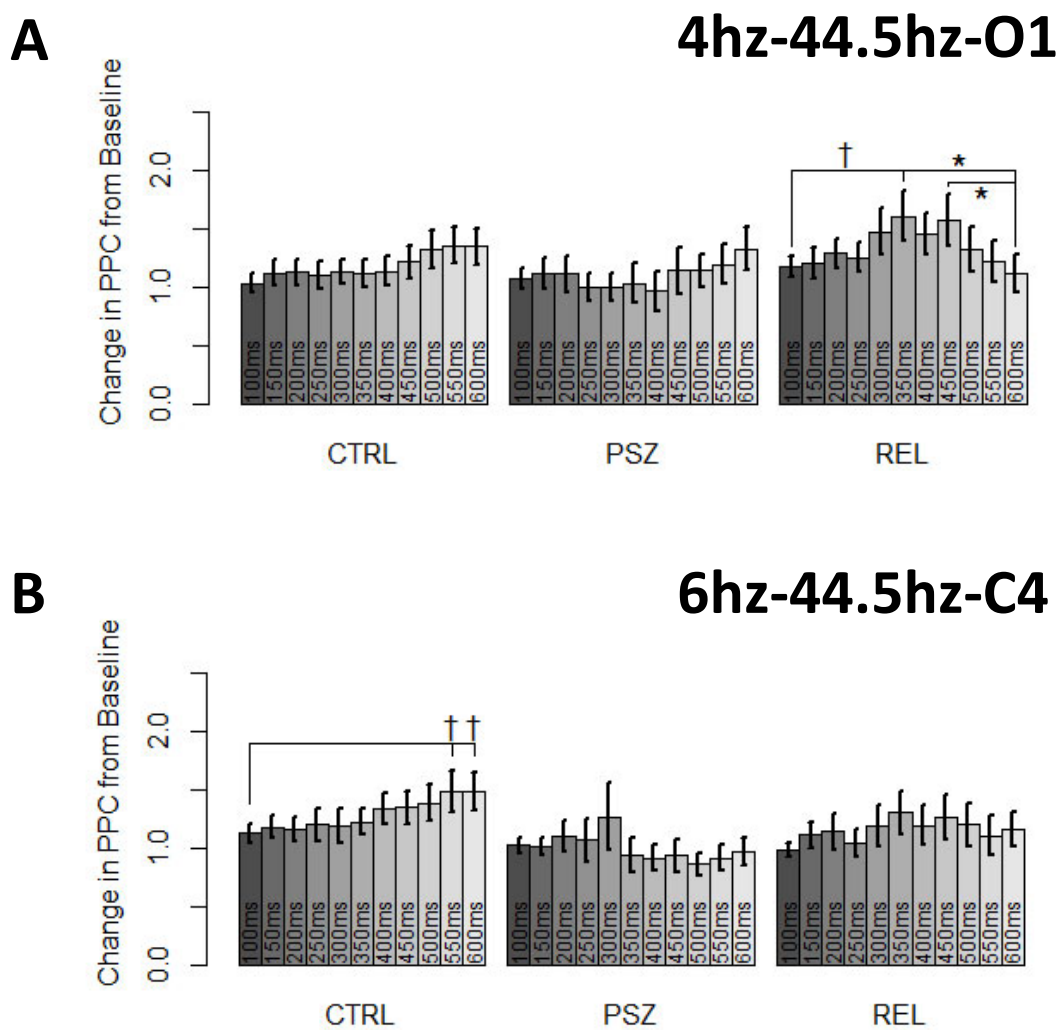 A
4hz-44.5hz-O1
Change in PPC from Baseline
2.0
1.0
0.0
†
*
*
100ms
150ms
200ms
250ms
300ms
350ms
400ms
450ms
500ms
550ms
600ms
100ms
150ms
200ms
250ms
300ms
350ms
400ms
450ms
500ms
550ms
600ms
100ms
150ms
200ms
250ms
300ms
350ms
400ms
450ms
500ms
550ms
600ms
CTRL
PSZ
REL
B
6hz-44.5hz-C4
Change in PPC from Baseline
2.0
1.0
0.0
† †
100ms
150ms
200ms
250ms
300ms
350ms
400ms
450ms
500ms
550ms
600ms
100ms
150ms
200ms
250ms
300ms
350ms
400ms
450ms
500ms
550ms
600ms
100ms
150ms
200ms
250ms
300ms
350ms
400ms
450ms
500ms
550ms
600ms
CTRL
PSZ
REL